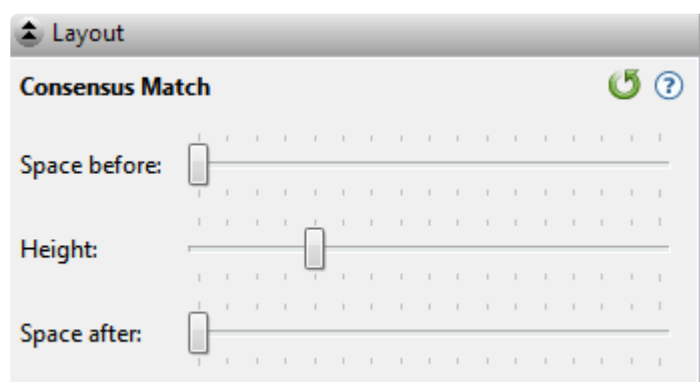 Layout
Consensus Match
?
Space before:
Height:
Space after: